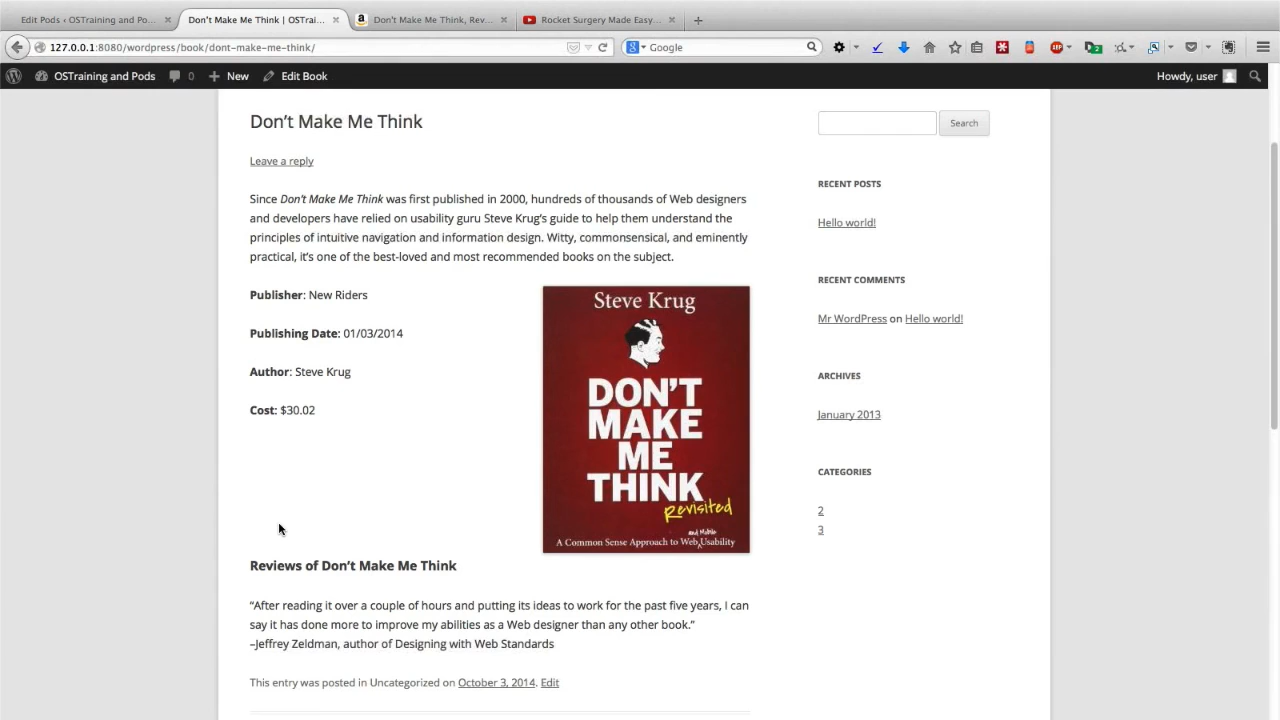 Edit Pods ‹ OSTraining and Po...
Don't Make Me Think | OSTrai...
Don't Make Me Think, Rev...
Rocket Surgery Made Easy...
127.0.0.1:8080/wordpress/book/dont-make-me-think/
Google
OSTraining and Pods
0
New
Edit Book
Howdy, user
Don't Make Me Think
Leave a reply
Since Don't Make Me Think was first published in 2000, hundreds of thousands of Web designers
and developers have relied on usability guru Steve Krug's guide to help them understand the
principles of intuitive navigation and information design. Witty, commonsensical, and eminently
practical, it's one of the best-loved and most recommended books on the subject.
Publisher: New Riders
Publishing Date: 01/03/2014
Author: Steve Krug
Cost: $30.02
Steve Krug
DON'T
MAKE
ME
THINK
Revisited
and Mobile
A Common Sense Approach to Web Usability
Reviews of Don't Make Me Think
“After reading it over a couple of hours and putting its ideas to work for the past five years, I can
say it has done more to improve my abilities as a Web designer than any other book.”
–Jeffrey Zeldman, author of Designing with Web Standards
This entry was posted in Uncategorized on October 3, 2014. Edit
Search
RECENT POSTS
Hello world!
RECENT COMMENTS
Mr WordPress on Hello world!
ARCHIVES
January 2013
CATEGORIES
2
3